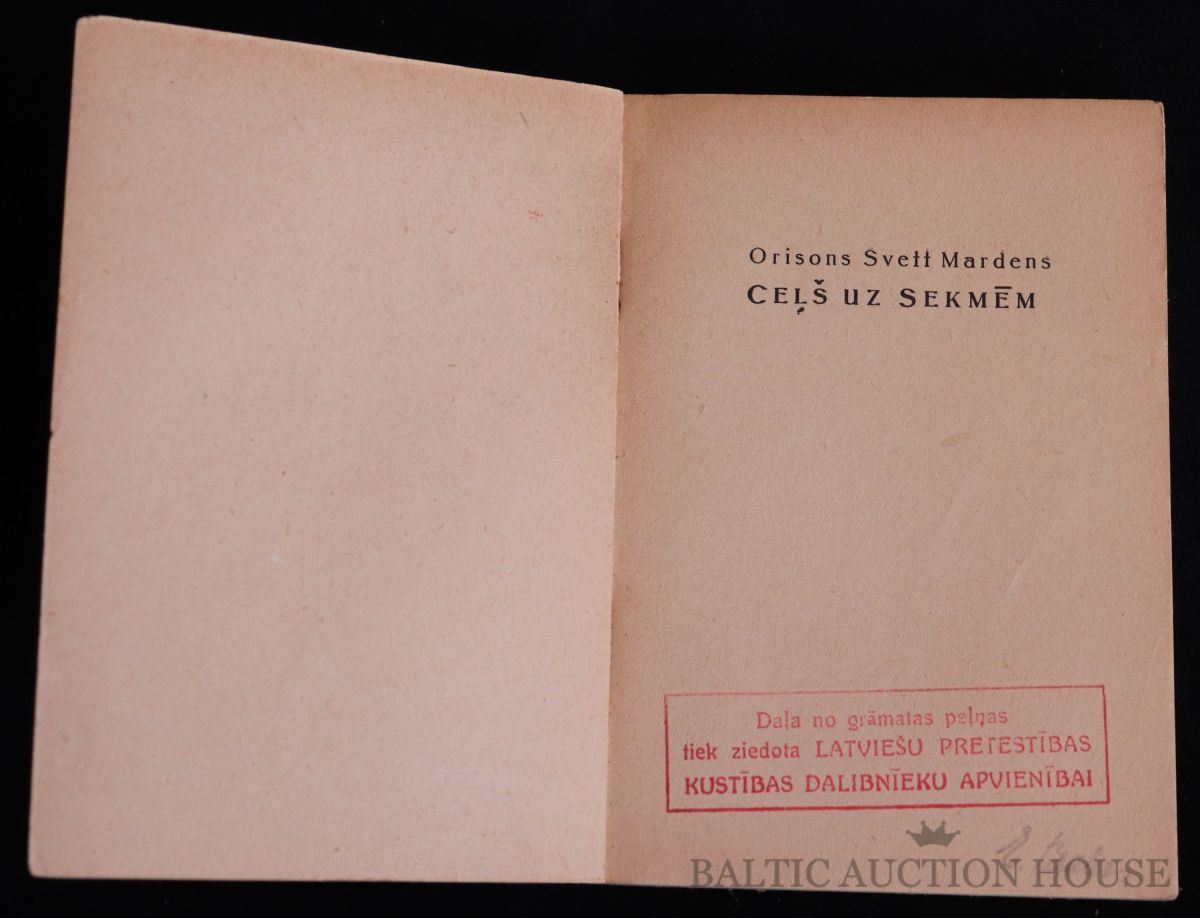 Orisons Svett Mardens
CEĻŠ UZ SEKMĒM
Daļa no grāmatas peļņas
tiek ziedota LATVIEŠU PRETESTĪBAS
KUSTĪBAS DALIBNĪEKU APVIENĪBAI
BALTIC AUCTION HOUSE